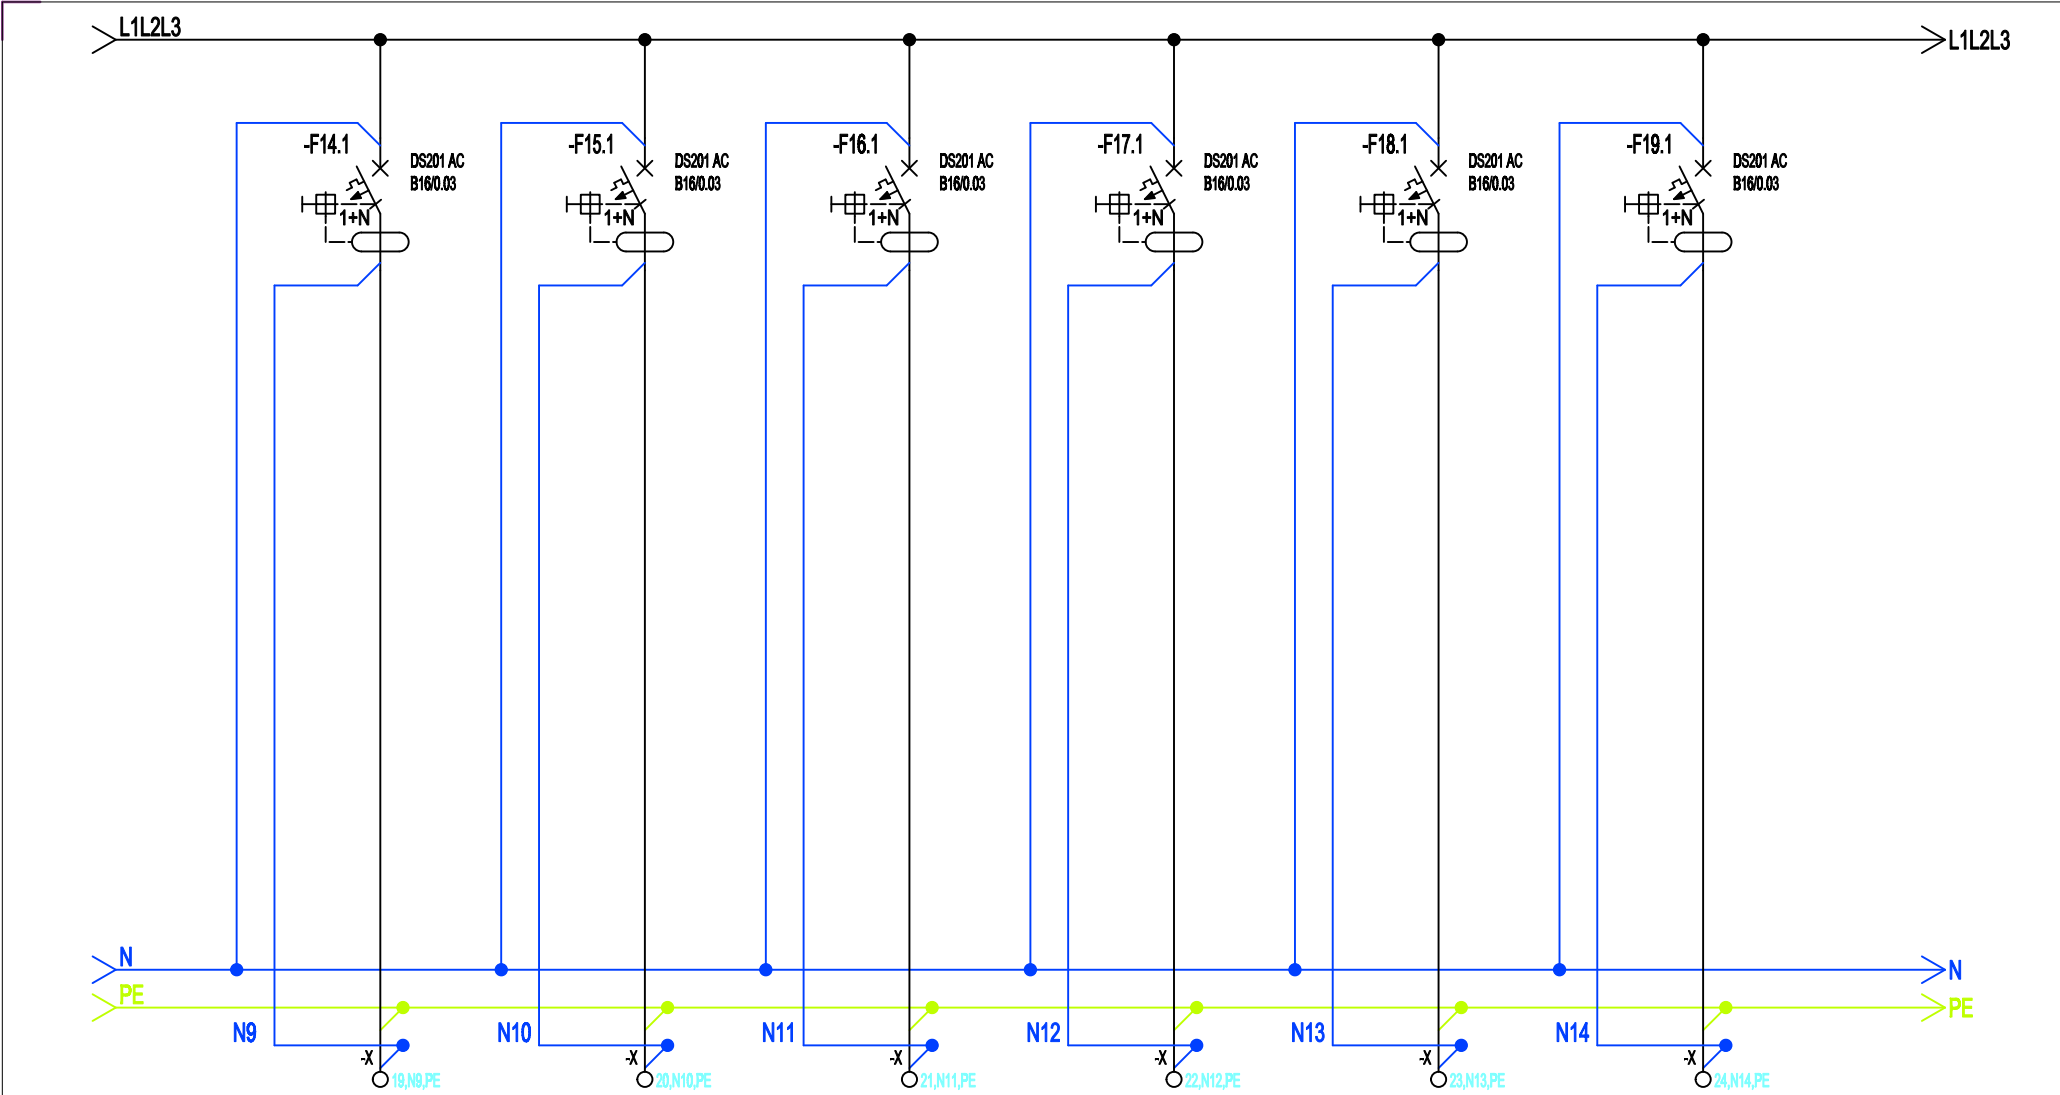 L1L2L3
L1L2L3
-F14.1
DS201 AC
B16/0.03
1+N
-F15.1
DS201 AC
B16/0.03
1+N
-F16.1
DS201 AC
B16/0.03
1+N
-F17.1
DS201 AC
B16/0.03
1+N
-F18.1
DS201 AC
B16/0.03
1+N
-F19.1
DS201 AC
B16/0.03
1+N
N
N
PE
PE
N9
N10
N11
N12
N13
N14
-X
19,N9,PE
-X
20,N10,PE
-X
21,N11,PE
-X
22,N12,PE
-X
23,N13,PE
-X
24,N14,PE